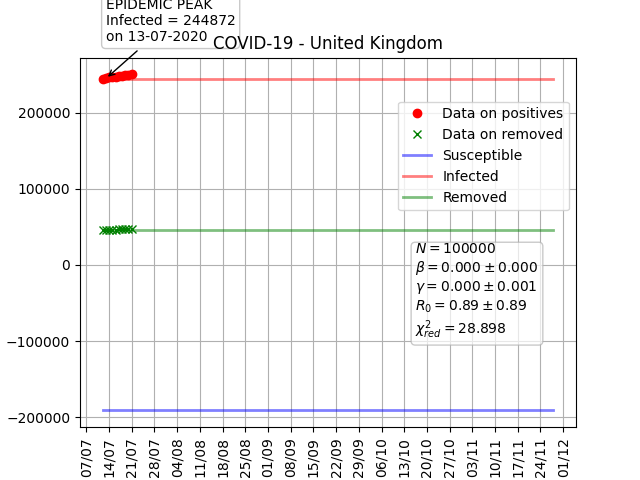 EPIDEMIC PEAK
Infected = 244872
on 13-07-2020
COVID-19 - United Kingdom
200000
100000
0
−100000
−200000
Data on positives
Data on removed
Susceptible
Infected
Removed
N = 100000
β = 0.000 ± 0.000
γ = 0.000 ± 0.001
R₀ = 0.89 ± 0.89
χ²red = 28.898
07/07
14/07
21/07
28/07
04/08
11/08
18/08
25/08
01/09
08/09
15/09
22/09
29/09
06/10
13/10
20/10
27/10
03/11
10/11
17/11
24/11
01/12